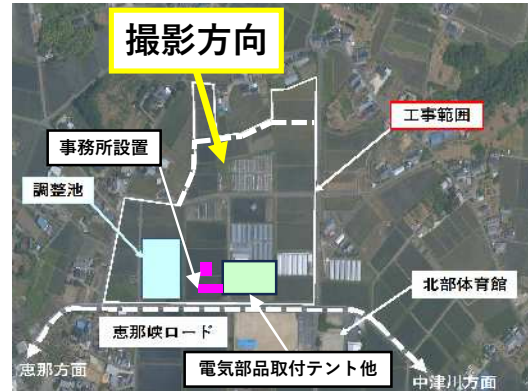 撮影方向
工事範囲
事務所設置
調整池
北部体育館
恵那峡ロード
恵那方面
電気部品取付テント他
中津川方面